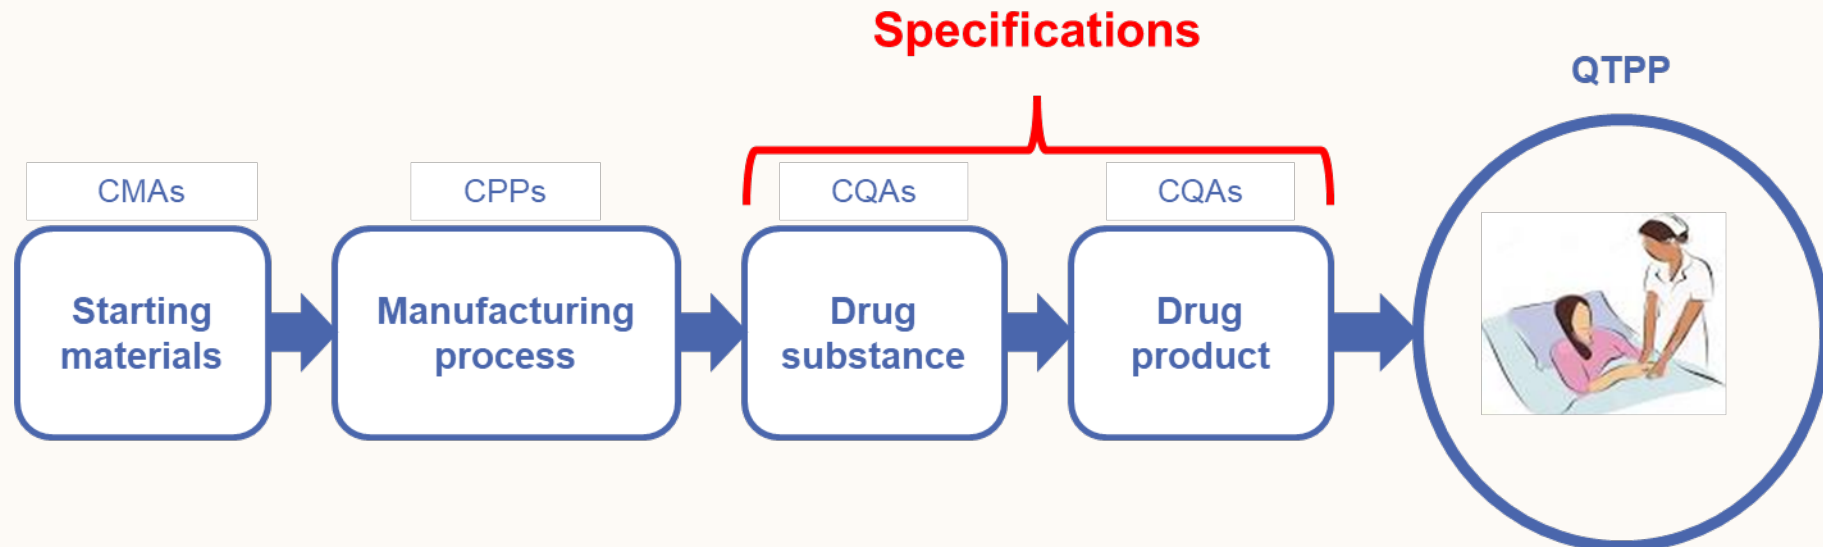 Specifications
QTPP
CMAs
CPPs
CQAs
CQAs
Starting
materials
Manufacturing
process
Drug
substance
Drug
product